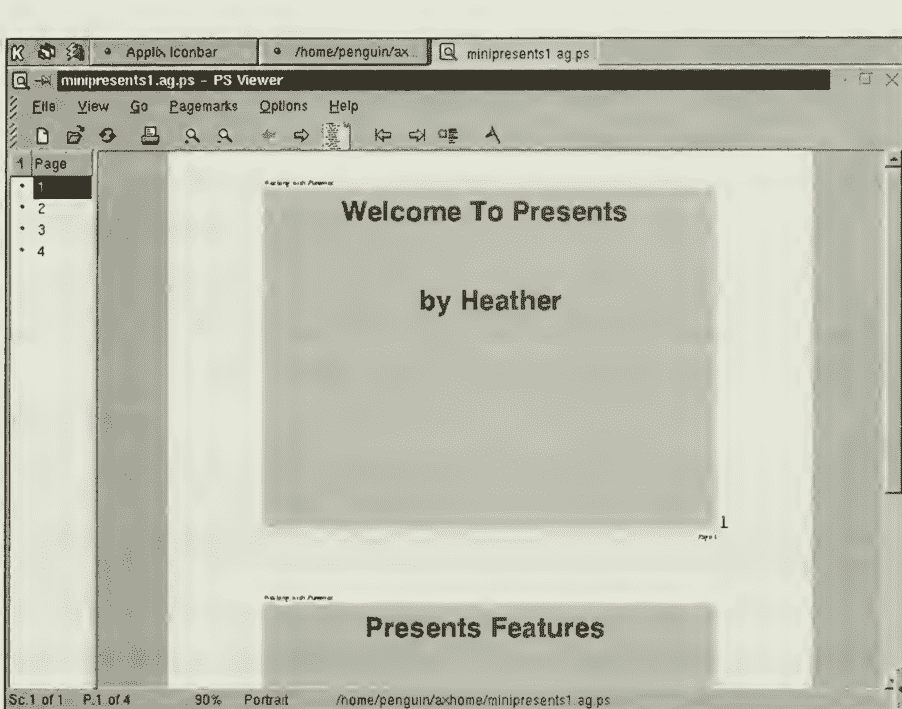 Applix Iconbar /home/penguin/ax... minipresents1.ag.ps
minipresents1.ag.ps - PS Viewer
File View Go Pagemarks Options Help
1 Page
1
2
3
4
Welcome To Presents
by Heather
1
Page 1
Presents Features
Sc.1 of 1 P.1 of 4 90% Portrait /home/penguin/axhome/minipresents1.ag.ps